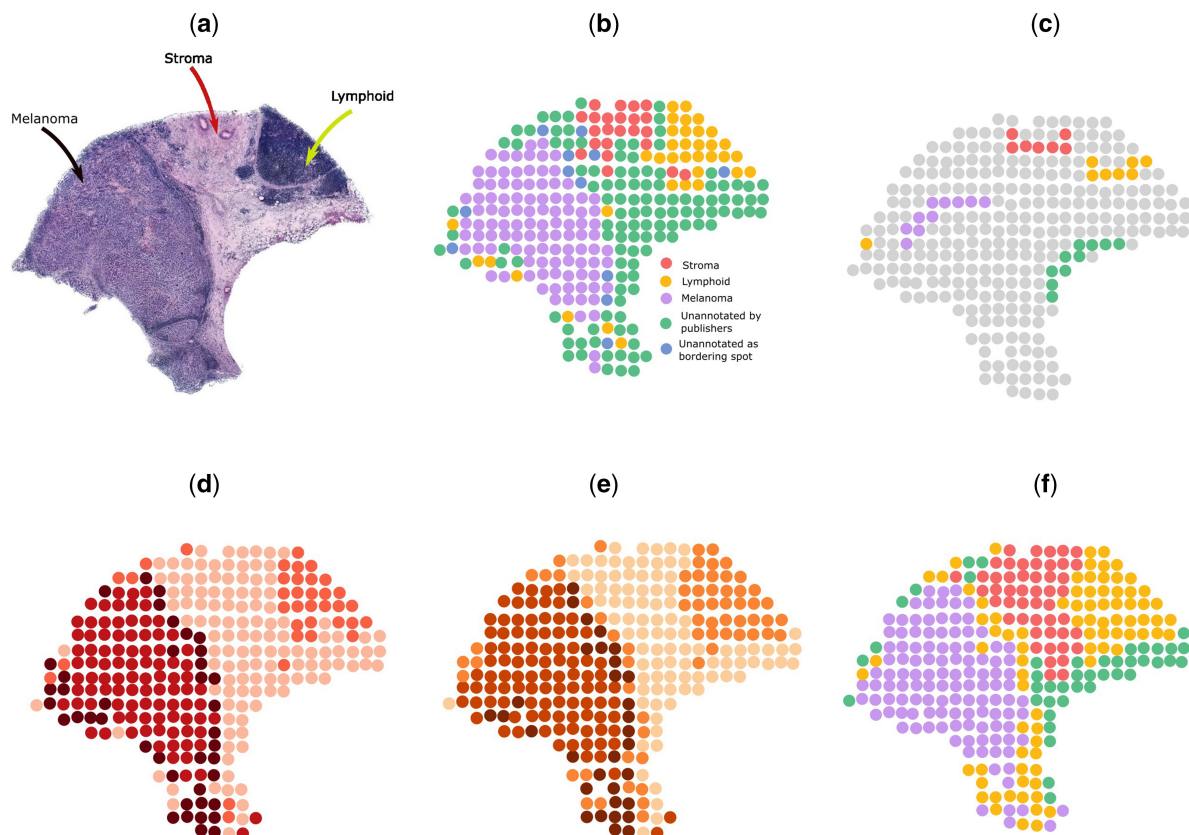 (a)
(b)
(c)
Stroma
Lymphoid
Melanoma
Stroma
Lymphoid
Melanoma
Unannotated by
publishers
Unannotated as
bordering spot
(d)
(e)
(f)